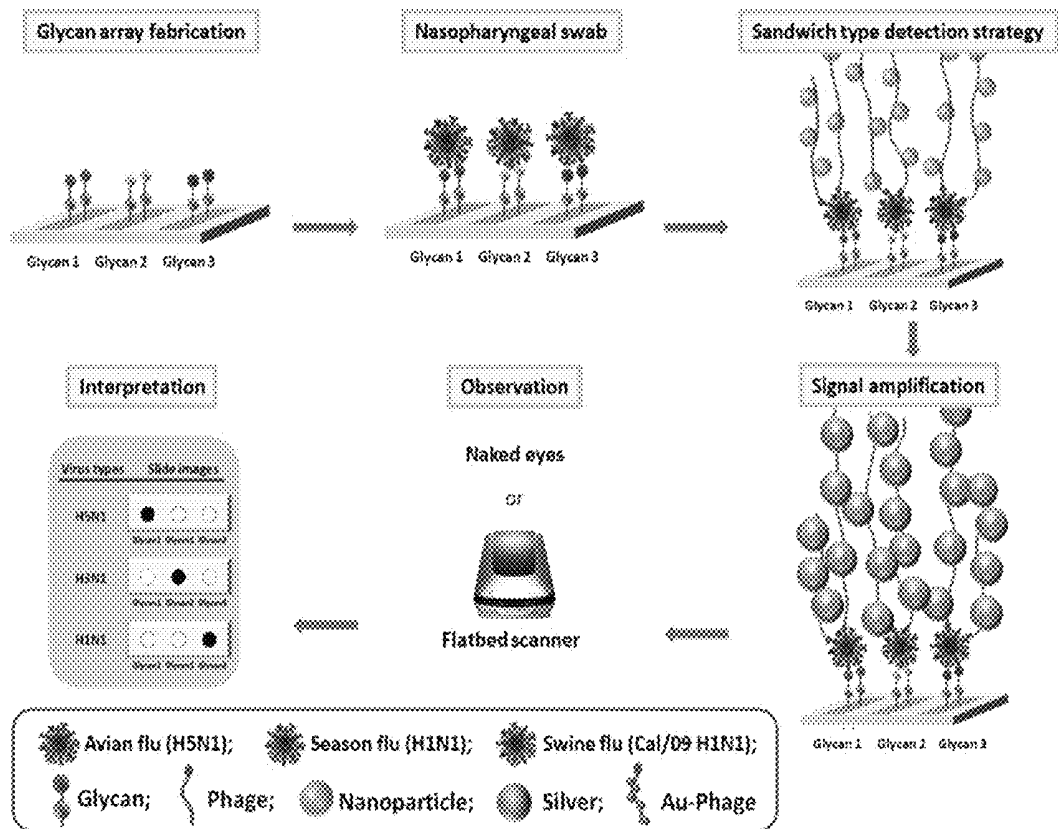 Glycan array fabrication
Nasopharyngeal swab
Sandwich type detection strategy
Glycan 1 Glycan 2 Glycan 3
Glycan 1 Glycan 2 Glycan 3
Glycan 1 Glycan 2 Glycan 3
Interpretation
Observation
Signal amplification
Virus types Slide images
H5N1
H1N1
Naked eyes
or
Flatbed scanner
Glycan 1 Glycan 2 Glycan 3
Avian flu (H5N1); Season flu (H1N1); Swine flu (Cal/09 H1N1);
Glycan; Phage; Nanoparticle; Silver; Au-Phage